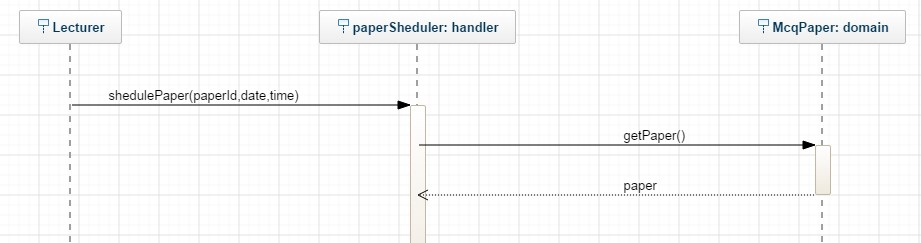 Lecturer
paperSheduler: handler
McqPaper: domain
shedulePaper(paperId,date,time)
getPaper()
paper